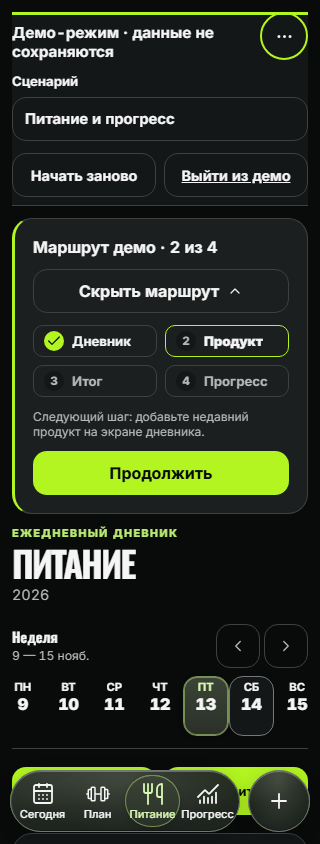 Демо-режим · данные не
сохраняются
Сценарий
Питание и прогресс
Начать заново
Выйти из демо
Маршрут демо · 2 из 4
Скрыть маршрут
Дневник
2 Продукт
3 Итог
4 Прогресс
Следующий шаг: добавьте недавний
продукт на экране дневника.
Продолжить
ЕЖЕДНЕВНЫЙ ДНЕВНИК
ПИТАНИЕ
2026
Неделя
9 — 15 нояб.
ПН ВТ СР ЧТ ПТ СБ ВС
9 10 11 12 13 14 15
Сегодня План Питание Прогресс